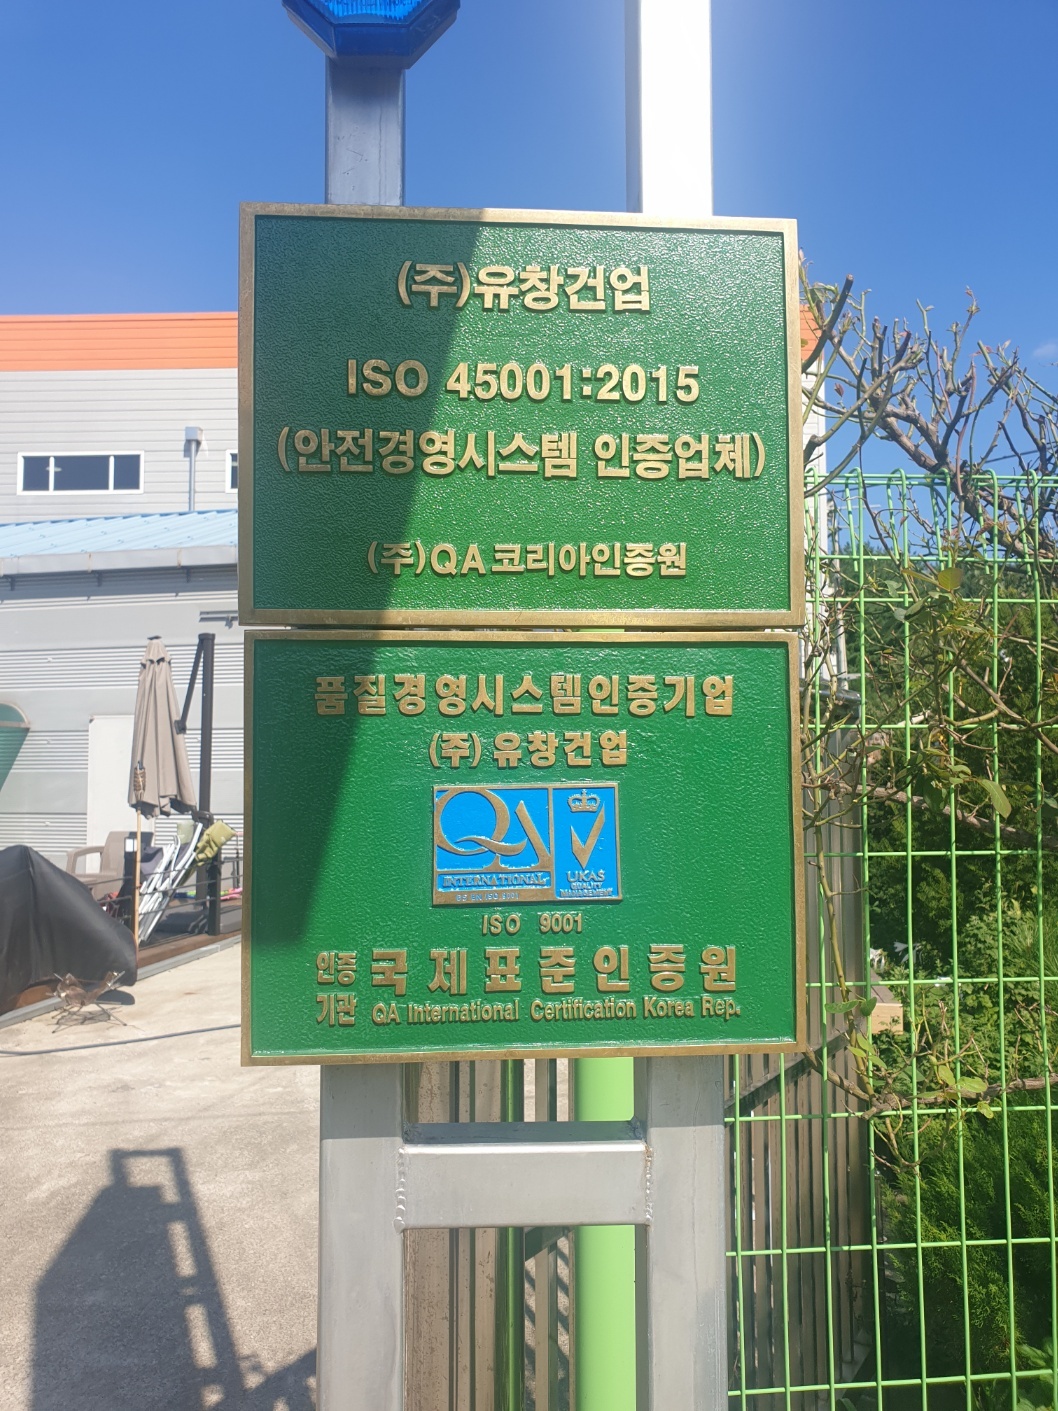 (주)유창건업
ISO 45001:2015
(안전경영시스템 인증업체)
(주)QA코리아인증원
품질경영시스템인증기업
(주) 유창건업
QA
INTERNATIONAL
UKAS
QUALITY
MANAGEMENT
ISO 9001
인증기관 국제표준인증원
QA International Certification Korea Rep.